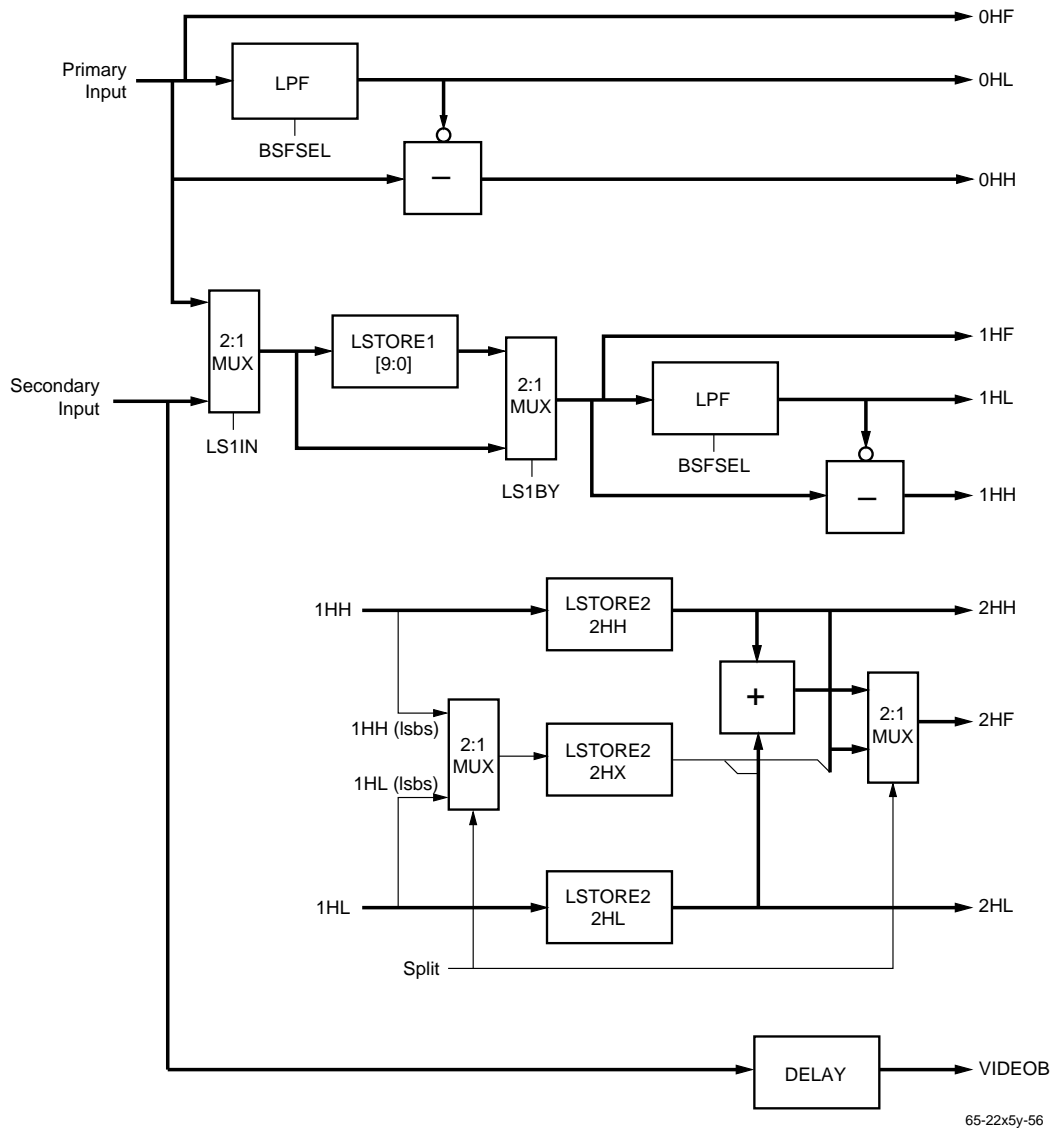 0HF
Primary
Input
LPF
0HL
BSFSEL
−
0HH
2:1
MUX
LSTORE1
[9:0]
2:1
MUX
1HF
Secondary
Input
LPF
1HL
LS1IN
BSFSEL
LS1BY
−
1HH
1HH
LSTORE2
2HH
2HH
+
2:1
MUX
2HF
1HH (lsbs)
2:1
MUX
LSTORE2
2HX
1HL (lsbs)
1HL
LSTORE2
2HL
2HL
Split
DELAY
VIDEOB
65-22x5y-56